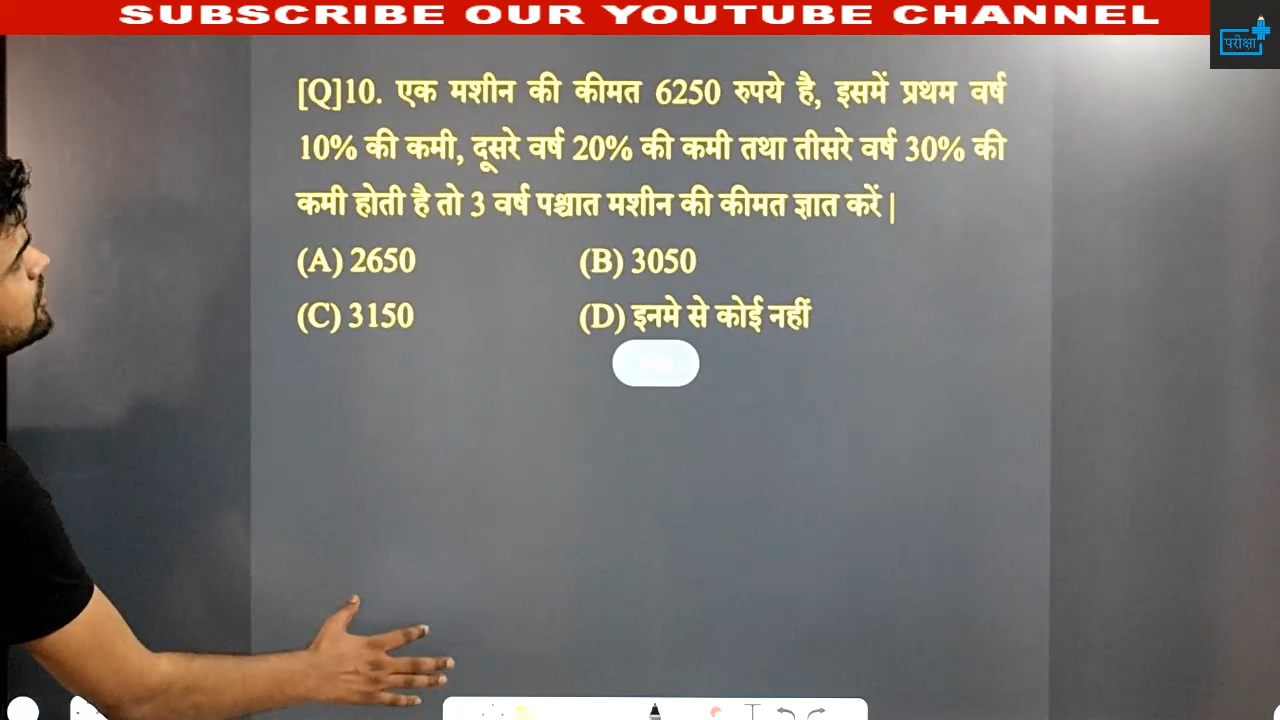 SUBSCRIBE OUR YOUTUBE CHANNEL
परीक्षा
[Q]10. एक मशीन की कीमत 6250 रुपये है, इसमें प्रथम वर्ष
10% की कमी, दूसरे वर्ष 20% की कमी तथा तीसरे वर्ष 30% की
कमी होती है तो 3 वर्ष पश्चात मशीन की कीमत ज्ञात करें |
(A) 2650 (B) 3050
(C) 3150 (D) इनमे से कोई नहीं